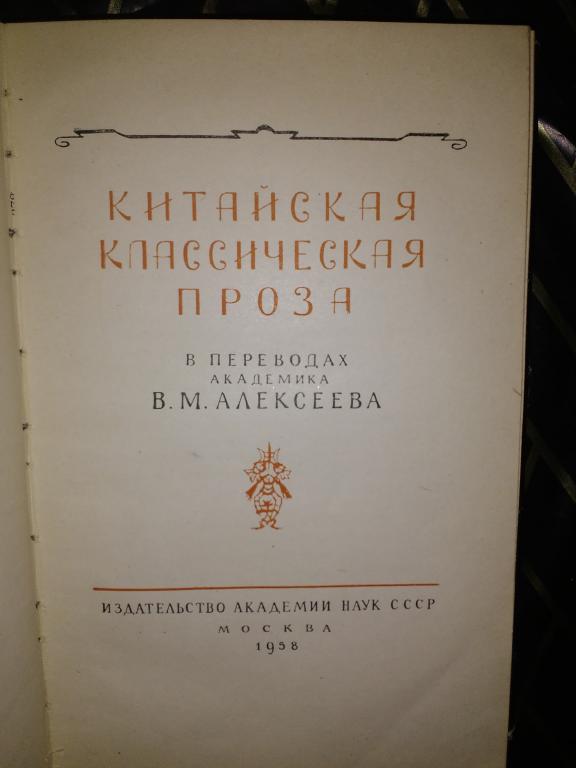 КИТАЙСКАЯ
КЛАССИЧЕСКАЯ
ПРОЗА
В ПЕРЕВОДАХ
АКАДЕМИКА
В. М. АЛЕКСЕЕВА
ИЗДАТЕЛЬСТВО АКАДЕМИИ НАУК СССР
МОСКВА
1958